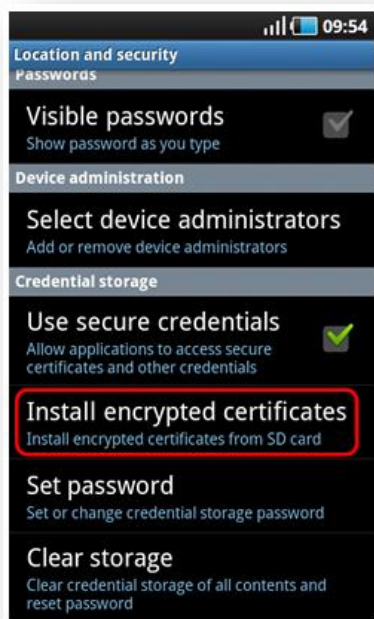 09:54
Location and security
Passwords
Visible passwords
Show password as you type
Device administration
Select device administrators
Add or remove device administrators
Credential storage
Use secure credentials
Allow applications to access secure
certificates and other credentials
Install encrypted certificates
Install encrypted certificates from SD card
Set password
Set or change credential storage password
Clear storage
Clear credential storage of all contents and
reset password